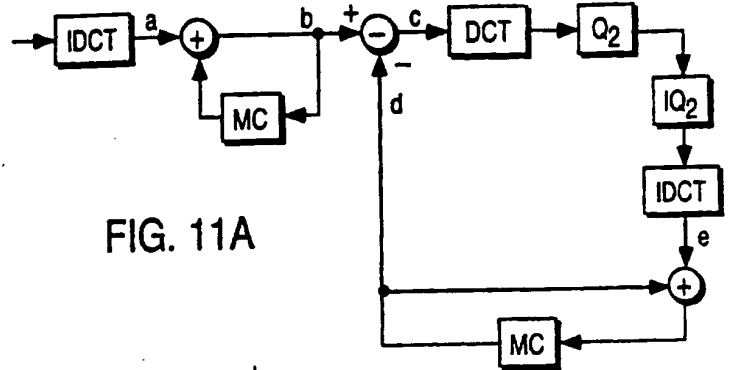 IDCT a + b + − c DCT Q2
MC − d IQ2
IDCT
FIG. 11A
e
+
MC